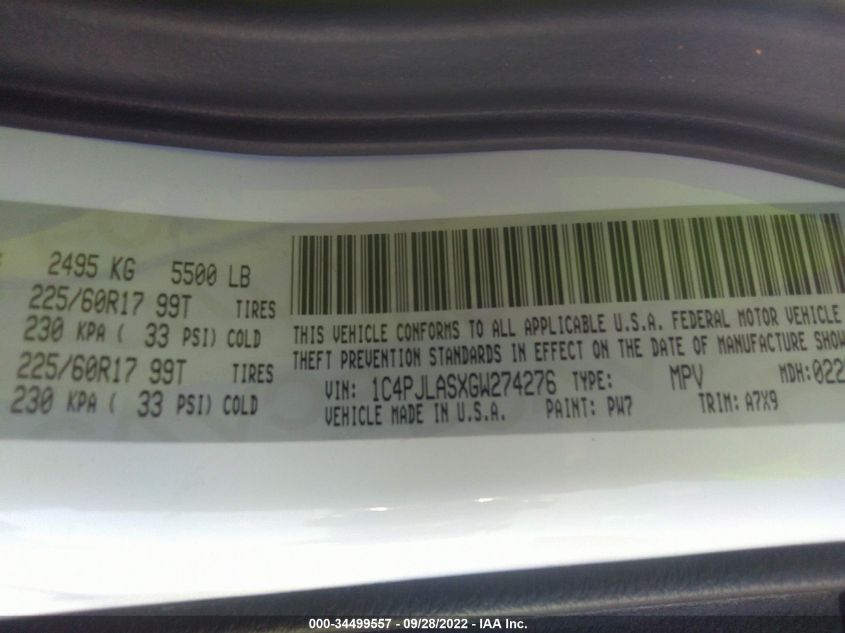 2495 KG 5500 LB
225/60R17 99T TIRES
230 KPA ( 33 PSI) COLD
225/60R17 99T TIRES
230 KPA ( 33 PSI) COLD
THIS VEHICLE CONFORMS TO ALL APPLICABLE U.S.A. FEDERAL MOTOR VEHICLE
THEFT PREVENTION STANDARDS IN EFFECT ON THE DATE OF MANUFACTURE SHOW
VIN: 1C4PJLASXGW274276 TYPE: MPV MDH:022
VEHICLE MADE IN U.S.A. PAINT: PW7 TRIM: A7X9
000-34499557 - 09/28/2022 - IAA Inc.